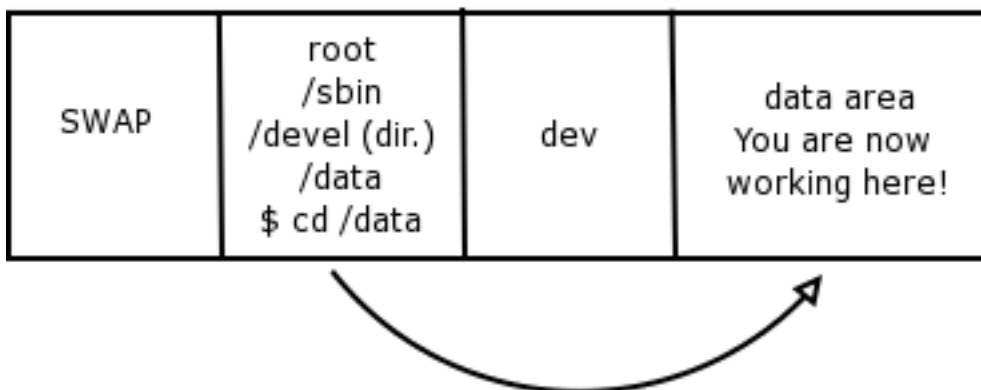 SWAP
root
/sbin
/devel (dir.)
/data
$ cd /data
dev
data area
You are now
working here!